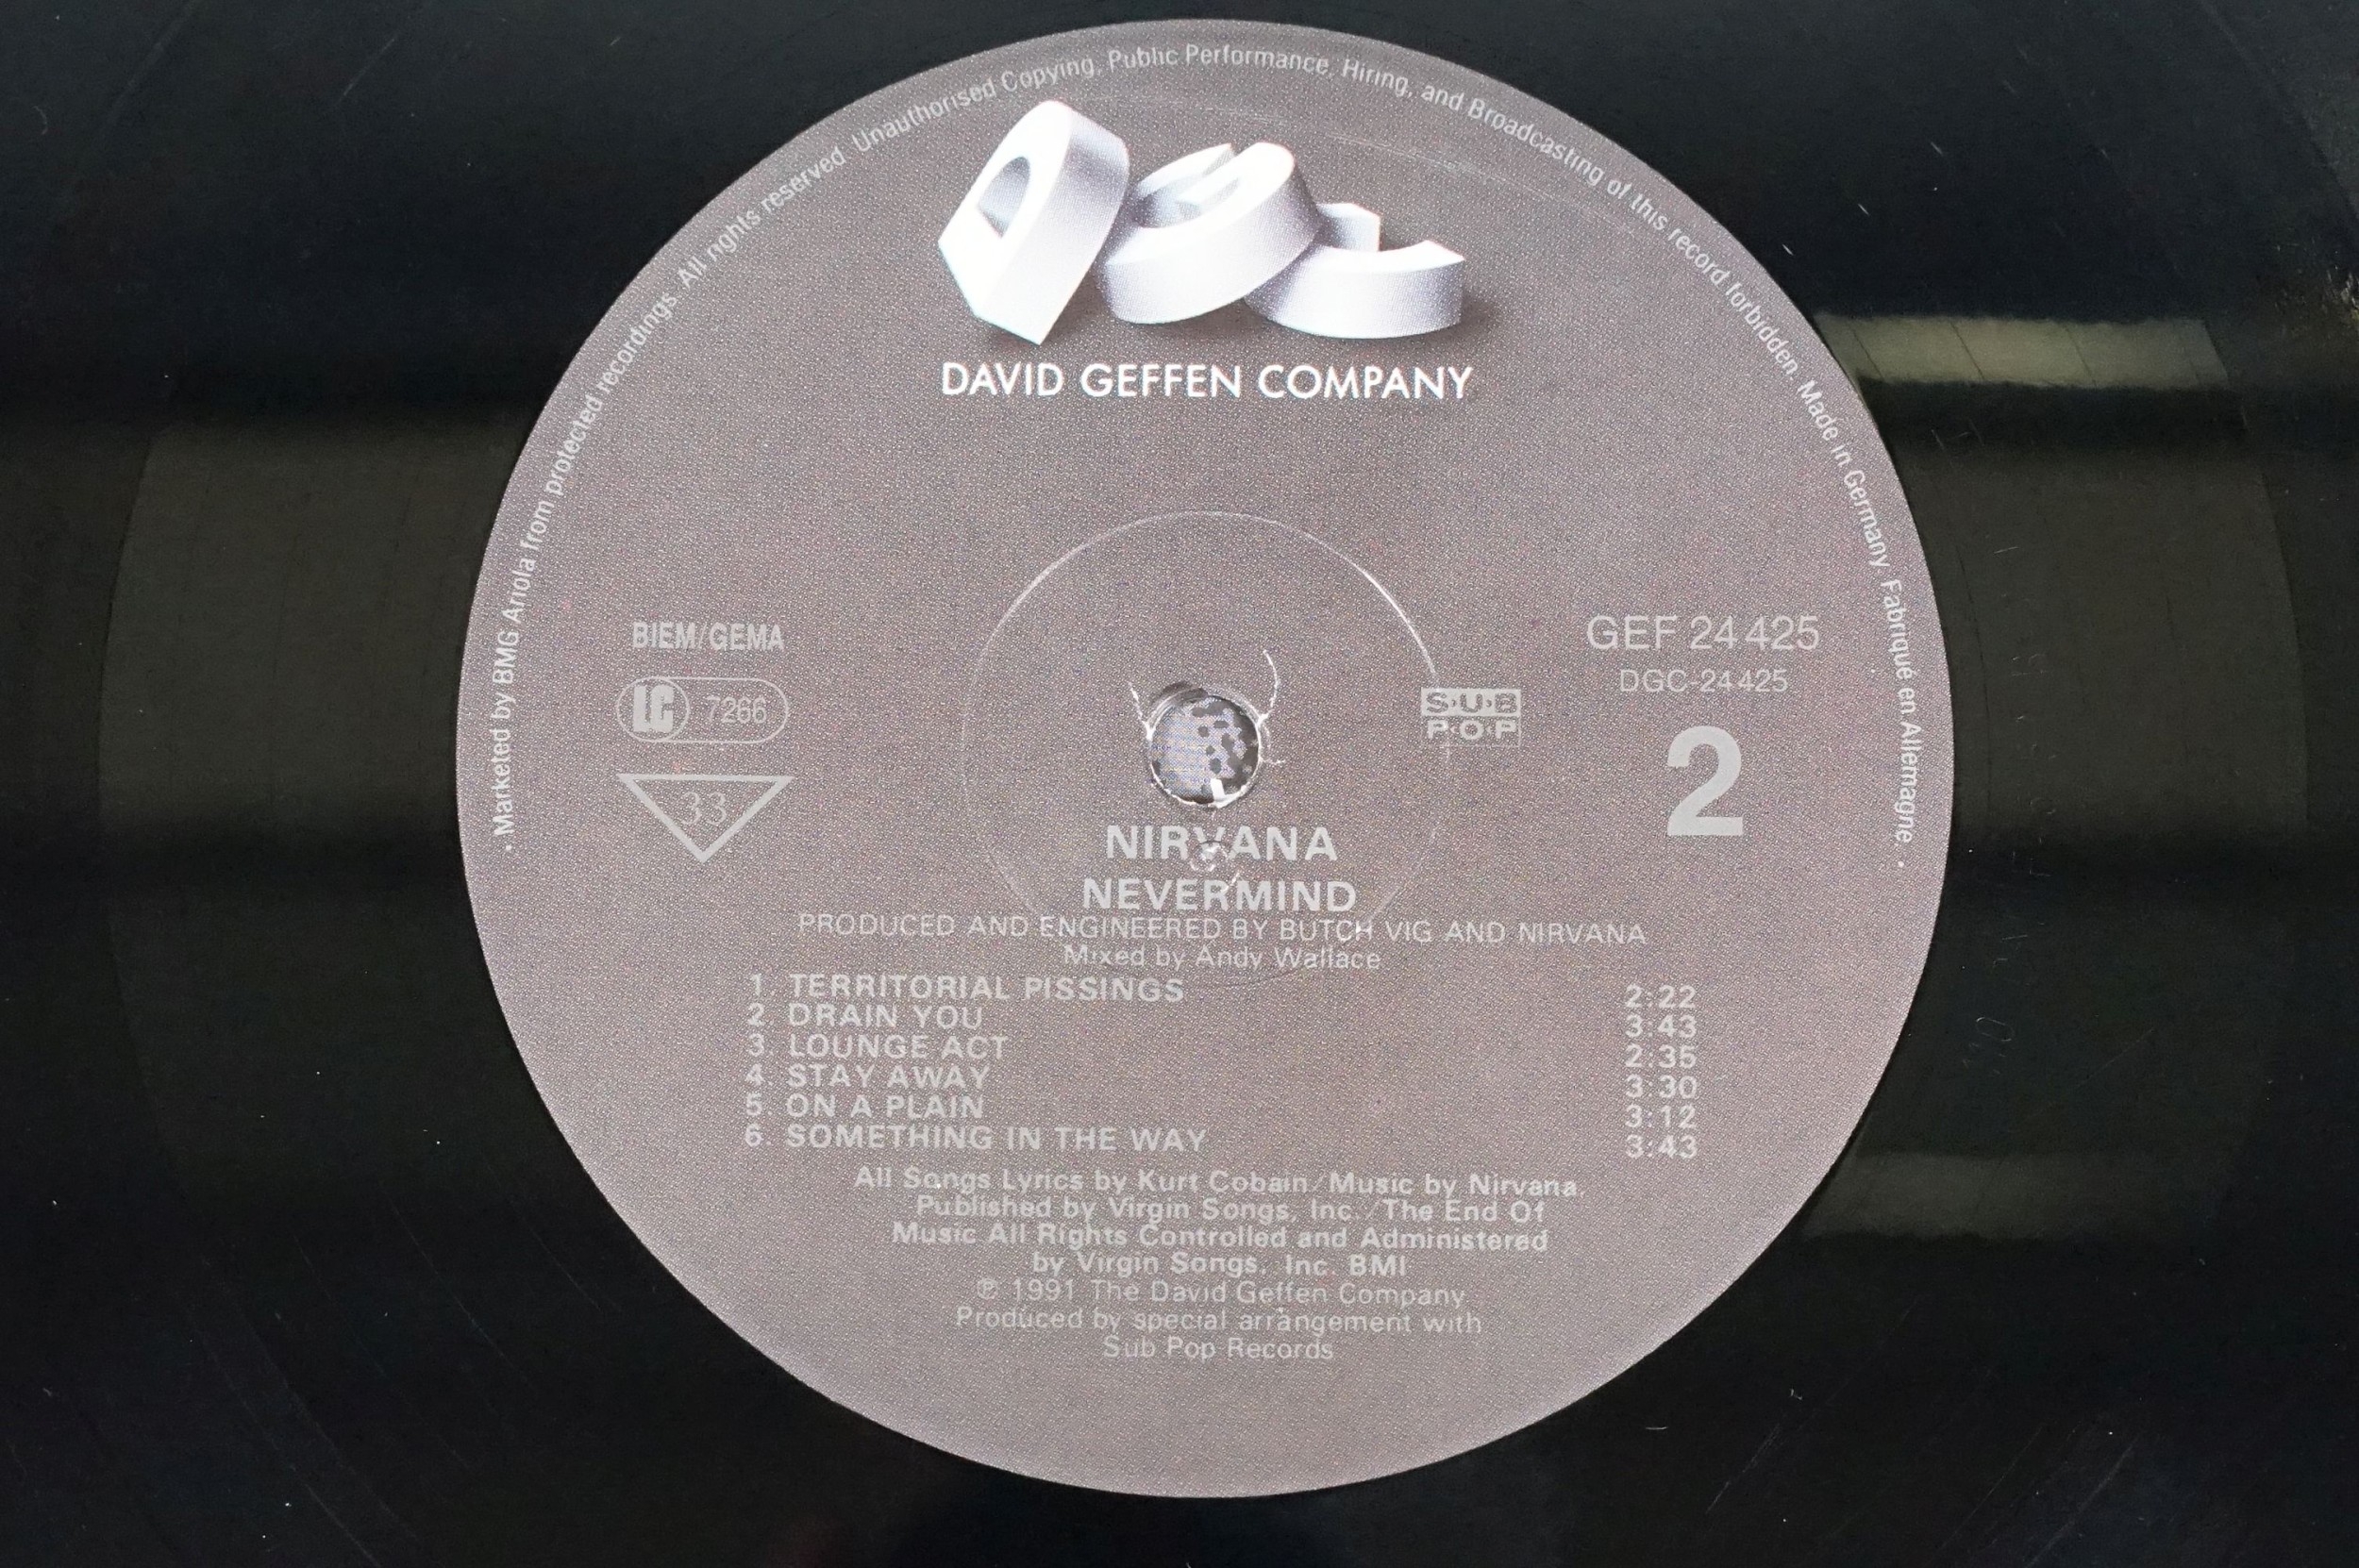 • Marketed by BMG Ariola from protected recordings. All rights reserved. Unauthorised Copying, Public Performance, Hiring, and Broadcasting of this record forbidden. Made in Germany. Fabriqué en Allemagne. •
DGC
DAVID GEFFEN COMPANY
BIEM/GEMA
LC 7266
33
GEF 24 425
DGC-24 425
S·U·B
P·O·P
2
NIRVANA
NEVERMIND
PRODUCED AND ENGINEERED BY BUTCH VIG AND NIRVANA
Mixed by Andy Wallace
1. TERRITORIAL PISSINGS 2:22
2. DRAIN YOU 3:43
3. LOUNGE ACT 2:35
4. STAY AWAY 3:30
5. ON A PLAIN 3:12
6. SOMETHING IN THE WAY 3:43
All Songs Lyrics by Kurt Cobain/Music by Nirvana,
Published by Virgin Songs, Inc./The End Of
Music All Rights Controlled and Administered
by Virgin Songs, Inc. BMI
℗ 1991 The David Geffen Company
Produced by special arrangement with
Sub Pop Records